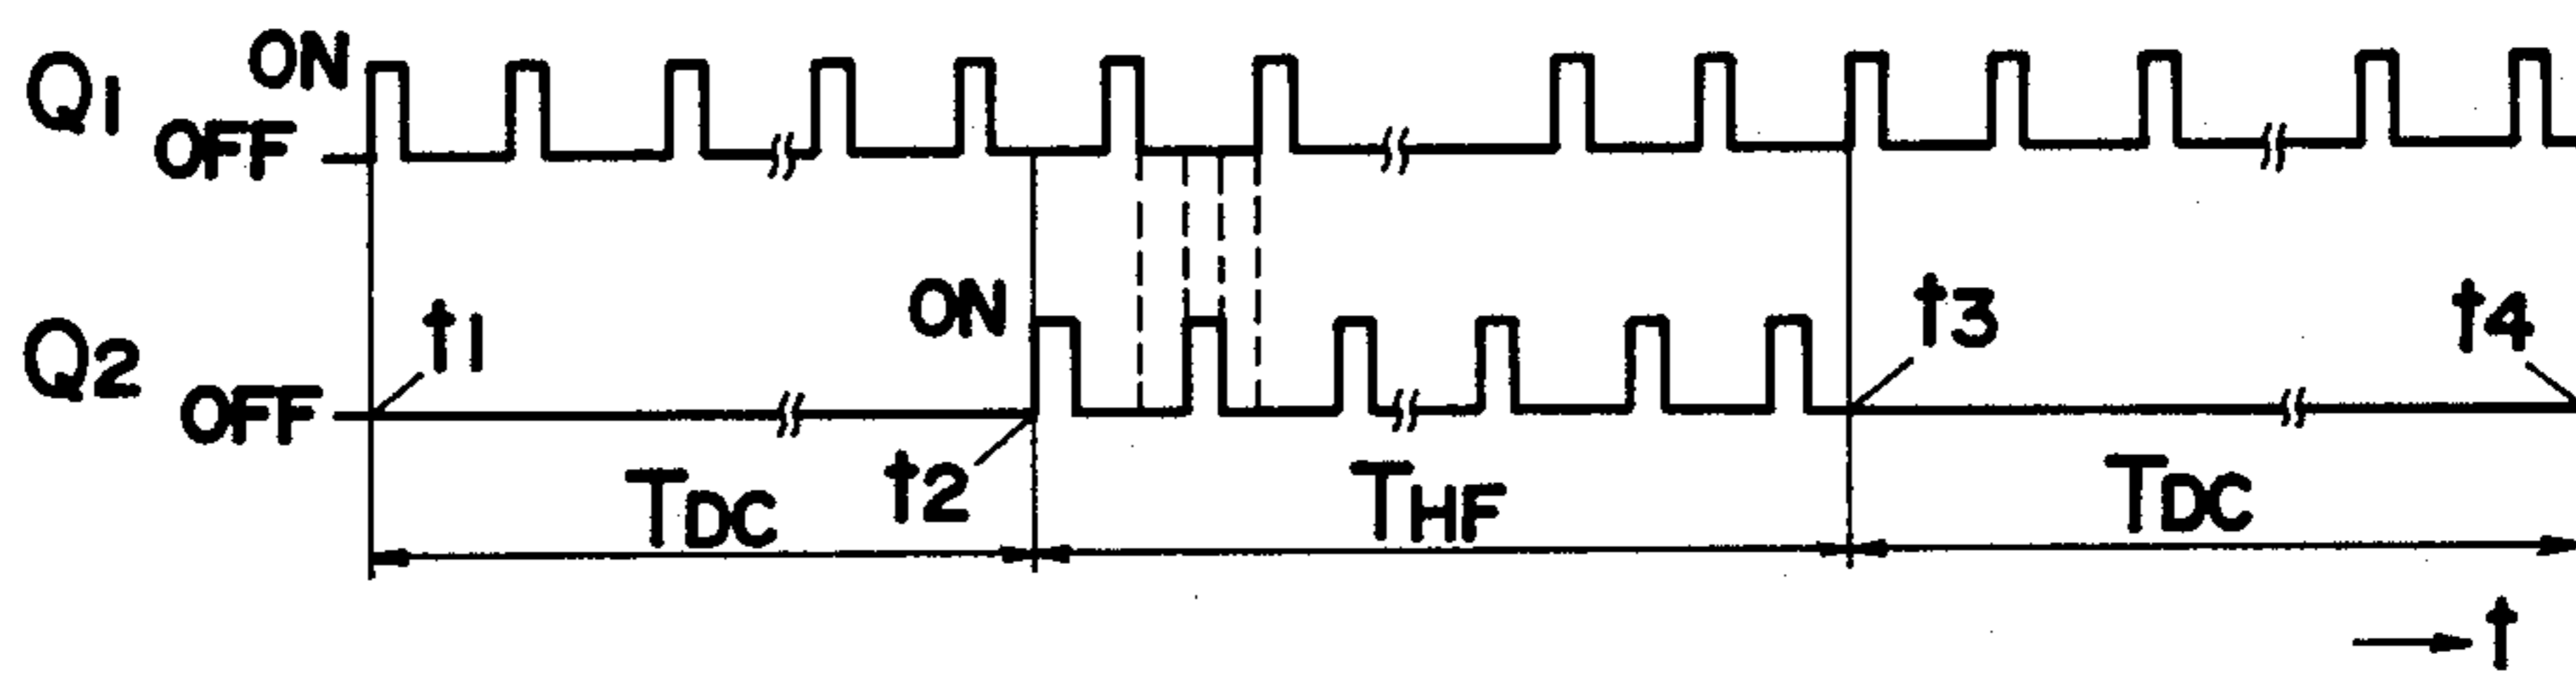 Q1 ON
OFF
Q2 ON
OFF
t1
t2
t3
t4
TDC THF TDC
t